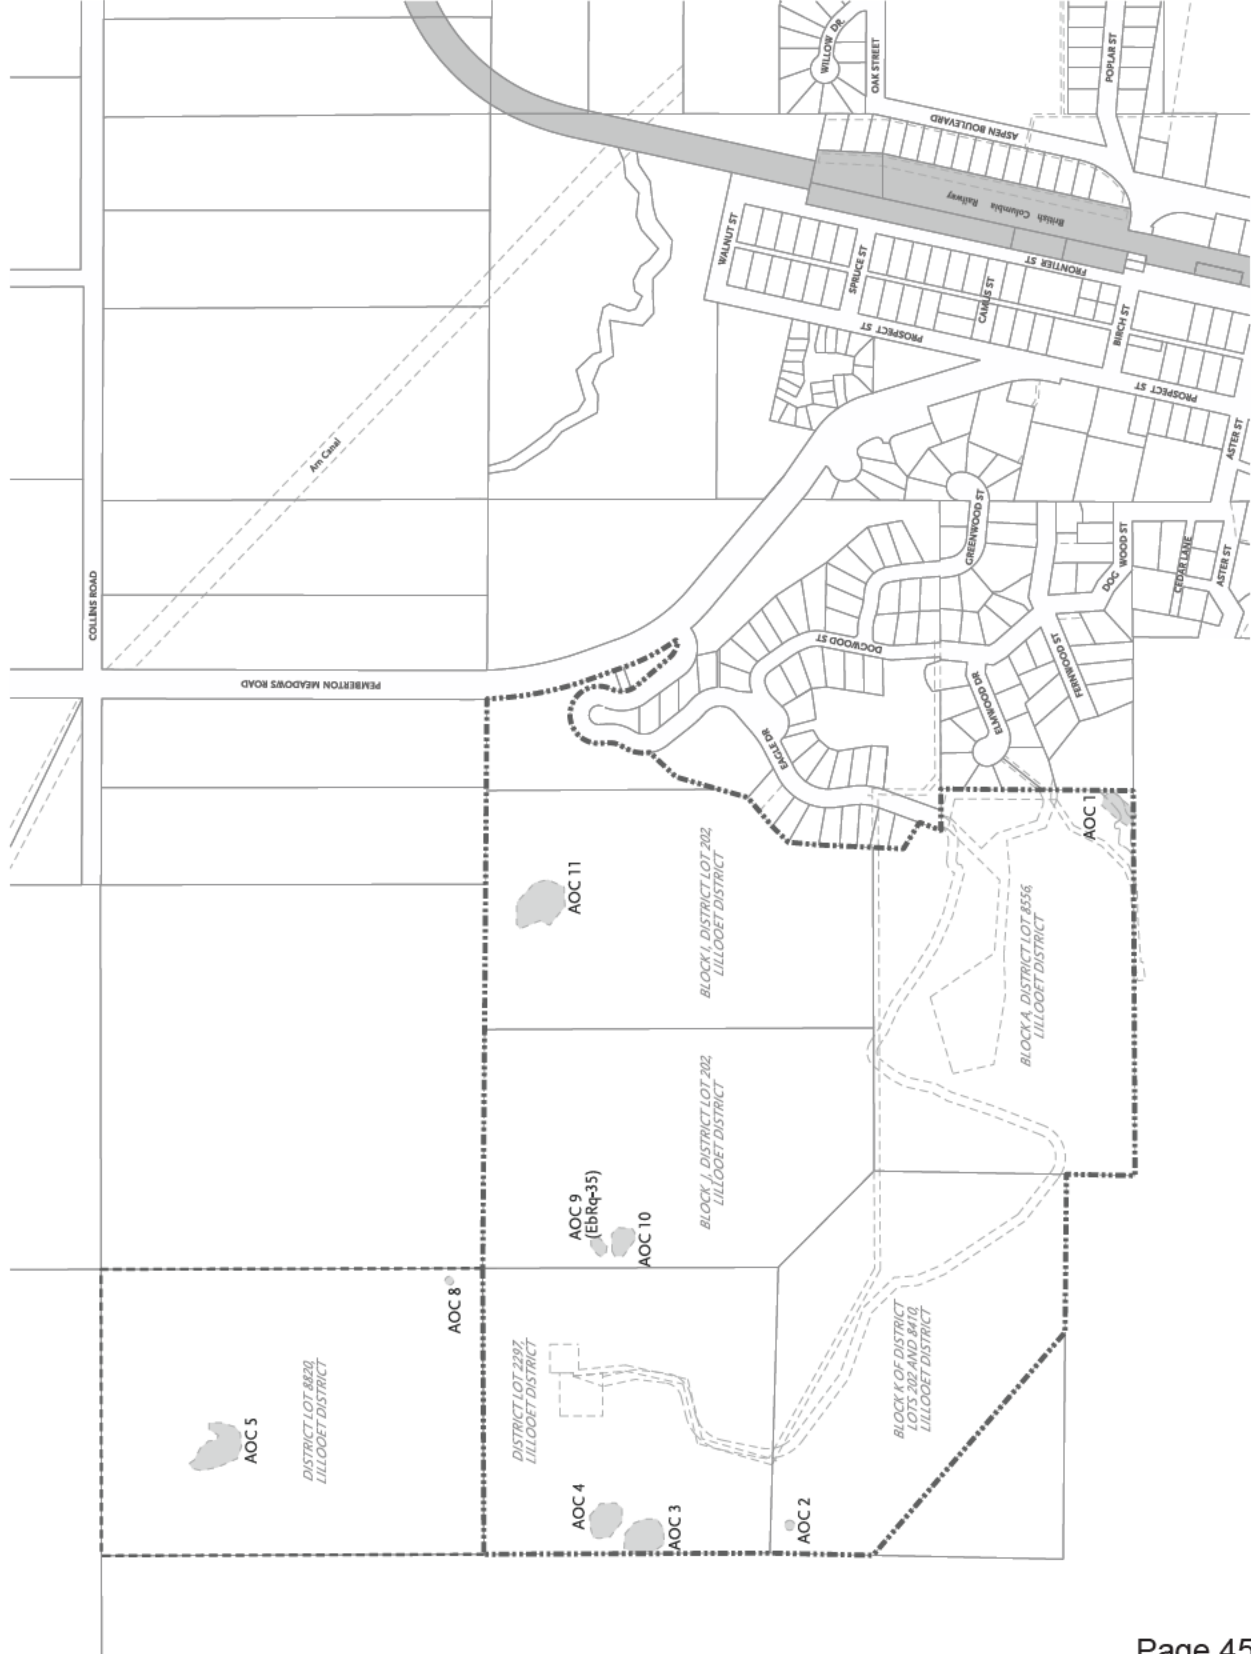 WILLOW DR.
OAK STREET
POPLAR ST
ASPEN BOULEVARD
British Columbia Railway
WALNUT ST
SPRUCE ST
FRONTIER ST
CAMUS ST
BIRCH ST
PROSPECT ST
PROSPECT ST
ASTER ST
Arn Canal
COLLINS ROAD
PEMBERTON MEADOWS ROAD
GREENWOOD ST
DOGWOOD ST
DOG WOOD ST
CEDAR LANE
ASTER ST
FERNWOOD ST
ELMWOOD DR
EAGLE DR
AOC 1
AOC 11
BLOCK I, DISTRICT LOT 202,
LILLOOET DISTRICT
BLOCK A, DISTRICT LOT 8556,
LILLOOET DISTRICT
BLOCK J, DISTRICT LOT 202,
LILLOOET DISTRICT
AOC 9
(EbRq-35)
AOC 10
AOC 8
DISTRICT LOT 8820,
LILLOOET DISTRICT
AOC 5
DISTRICT LOT 2297,
LILLOOET DISTRICT
BLOCK K OF DISTRICT
LOTS 202 AND 8410,
LILLOOET DISTRICT
AOC 4
AOC 3
AOC 2
Page 45